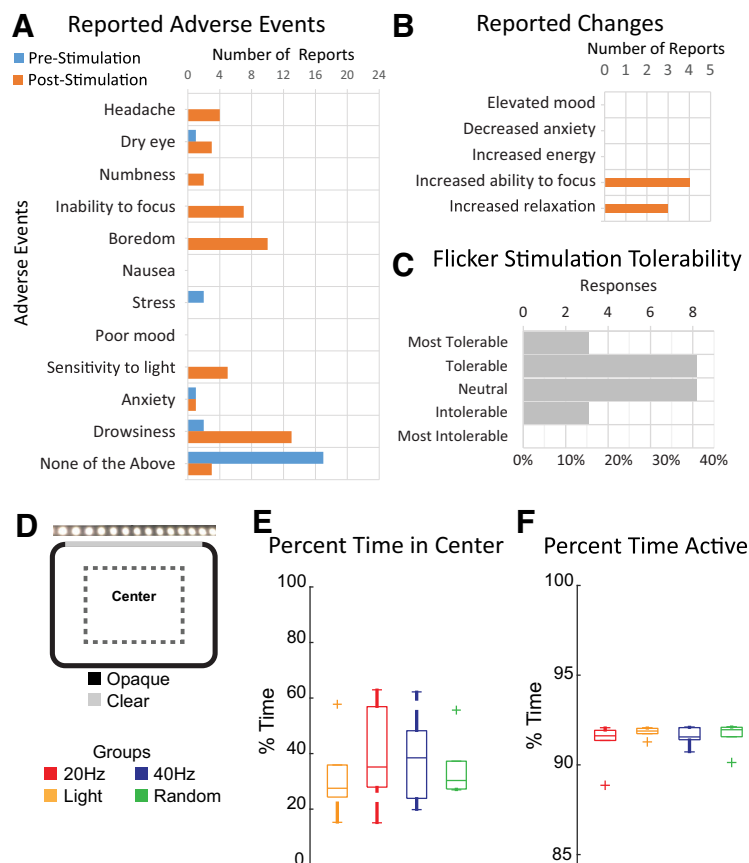 A Reported Adverse Events
Pre-Stimulation
Post-Stimulation
Number of Reports
0 4 8 12 16 20 24
Adverse Events
Headache
Dry eye
Numbness
Inability to focus
Boredom
Nausea
Stress
Poor mood
Sensitivity to light
Anxiety
Drowsiness
None of the Above
B Reported Changes
Number of Reports
0 1 2 3 4 5
Elevated mood
Decreased anxiety
Increased energy
Increased ability to focus
Increased relaxation
C Flicker Stimulation Tolerability
Responses
0 2 4 6 8
Most Tolerable
Tolerable
Neutral
Intolerable
Most Intolerable
0% 10% 20% 30% 40%
D
Center
Opaque
Clear
Groups
20Hz 40Hz
Light Random
E
Percent Time in Center
% Time
100
80
60
40
20
0
F
Percent Time Active
% Time
100
95
90
85